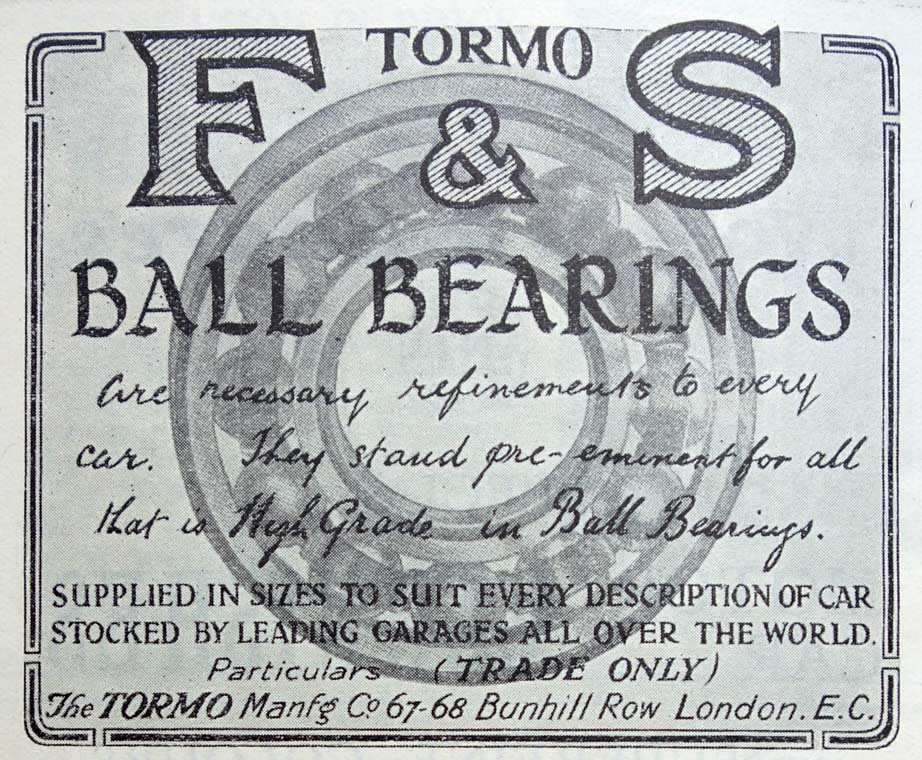 TORMO
F & S
BALL BEARINGS
are necessary refinements to every
car. They stand pre-eminent for all
that is High Grade in Ball Bearings.
SUPPLIED IN SIZES TO SUIT EVERY DESCRIPTION OF CAR
STOCKED BY LEADING GARAGES ALL OVER THE WORLD.
Particulars (TRADE ONLY)
The TORMO Manfg Co 67-68 Bunhill Row London. E.C.